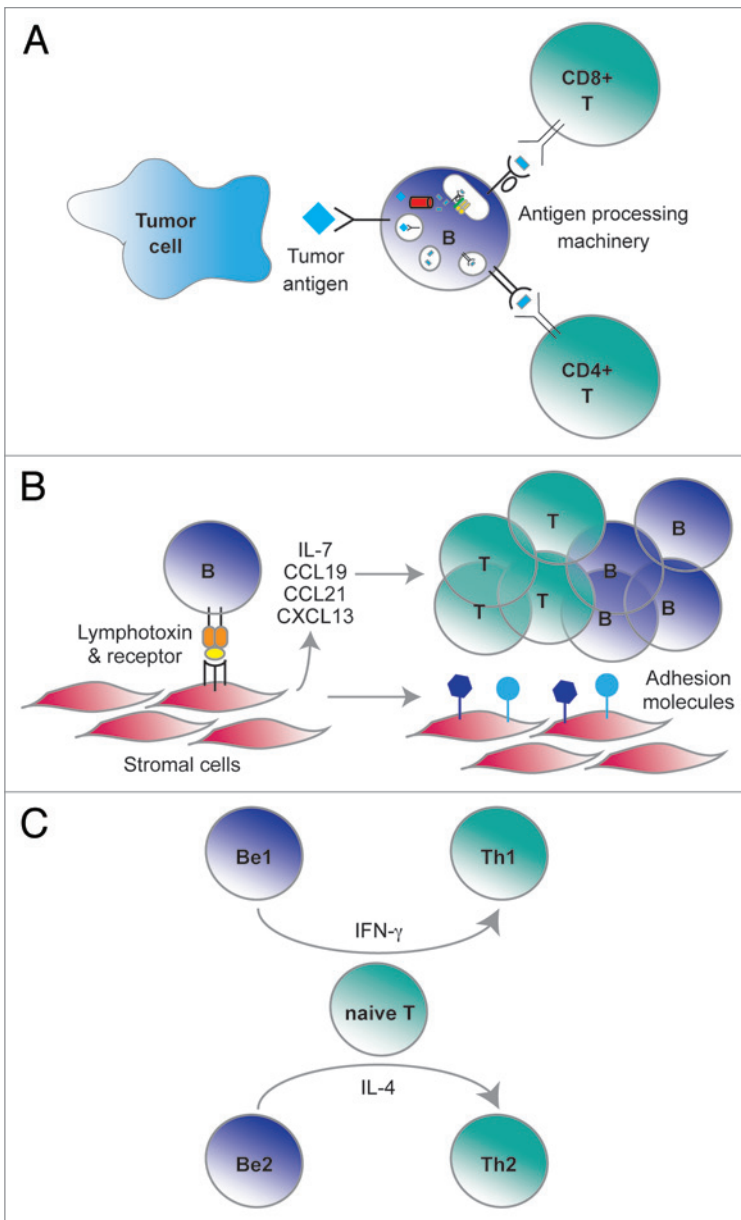 A
CD8+
T
Tumor
cell
Tumor
antigen
B
Antigen processing
machinery
CD4+
T
B
B
Lymphotoxin
& receptor
IL-7
CCL19
CCL21
CXCL13
T
T
T
T
B
B
B
B
Adhesion
molecules
Stromal cells
C
Be1
Th1
IFN-γ
naive T
IL-4
Be2
Th2